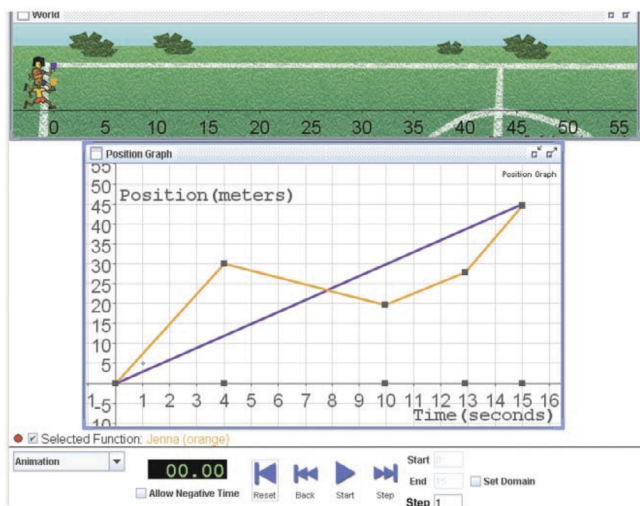 World
0 5 10 15 20 25 30 35 40 45 50 55
Position Graph
Position Graph
Position(meters)
55
50
45
40
35
30
25
20
15
10
5
1 1 2 3 4 5 6 7 8 9 10 11 12 13 14 15 16
-5
Time(seconds)
10
Selected Function: Jenna (orange)
Animation
00.00
Allow Negative Time
Reset Back Start Step
Start 0
End 15
Set Domain
Step 1